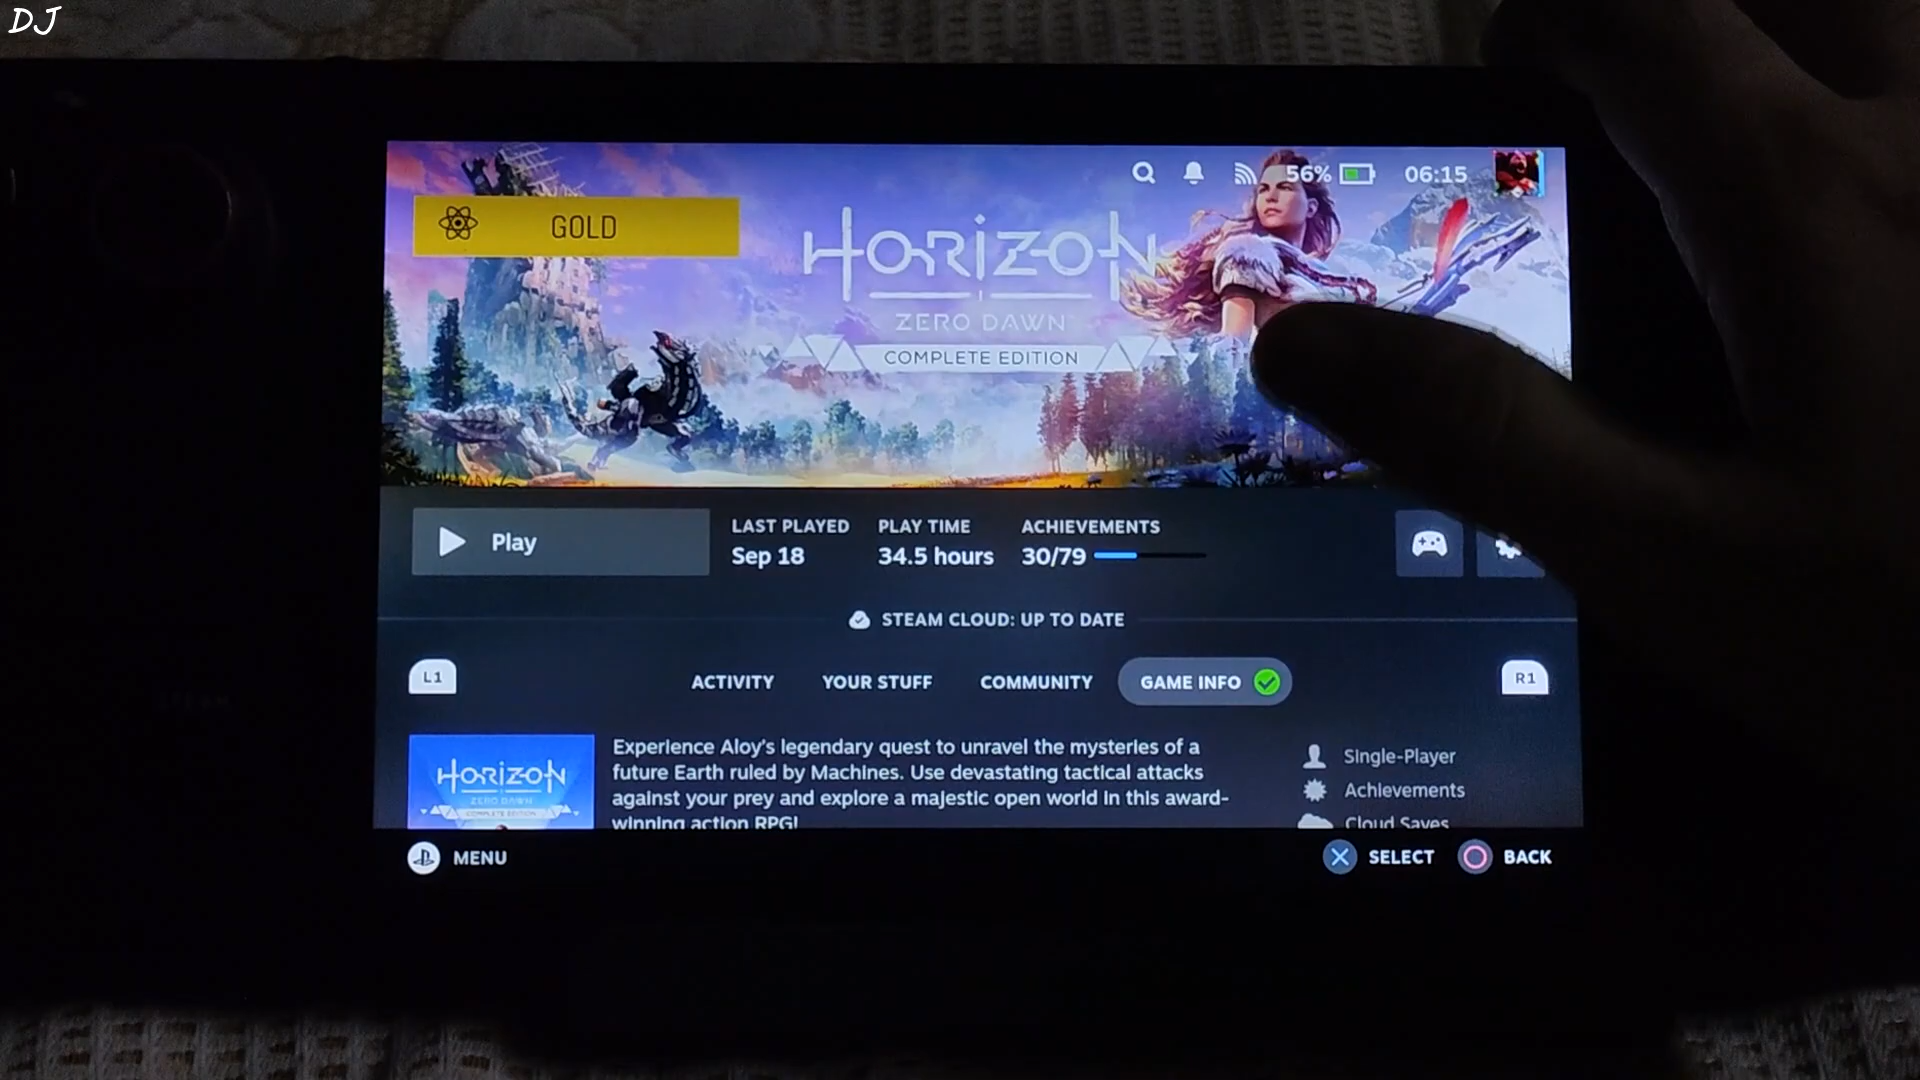 DJ
56% 06:15
GOLD
HORIZON
ZERO DAWN™
COMPLETE EDITION
Play
LAST PLAYED
Sep 18
PLAY TIME
34.5 hours
ACHIEVEMENTS
30/79
STEAM CLOUD: UP TO DATE
L1
ACTIVITY
YOUR STUFF
COMMUNITY
GAME INFO
R1
HORIZON
ZERO DAWN
COMPLETE EDITION
Experience Aloy's legendary quest to unravel the mysteries of a
future Earth ruled by Machines. Use devastating tactical attacks
against your prey and explore a majestic open world in this award-
winning action RPG!
Single-Player
Achievements
Cloud Saves
MENU
SELECT
BACK